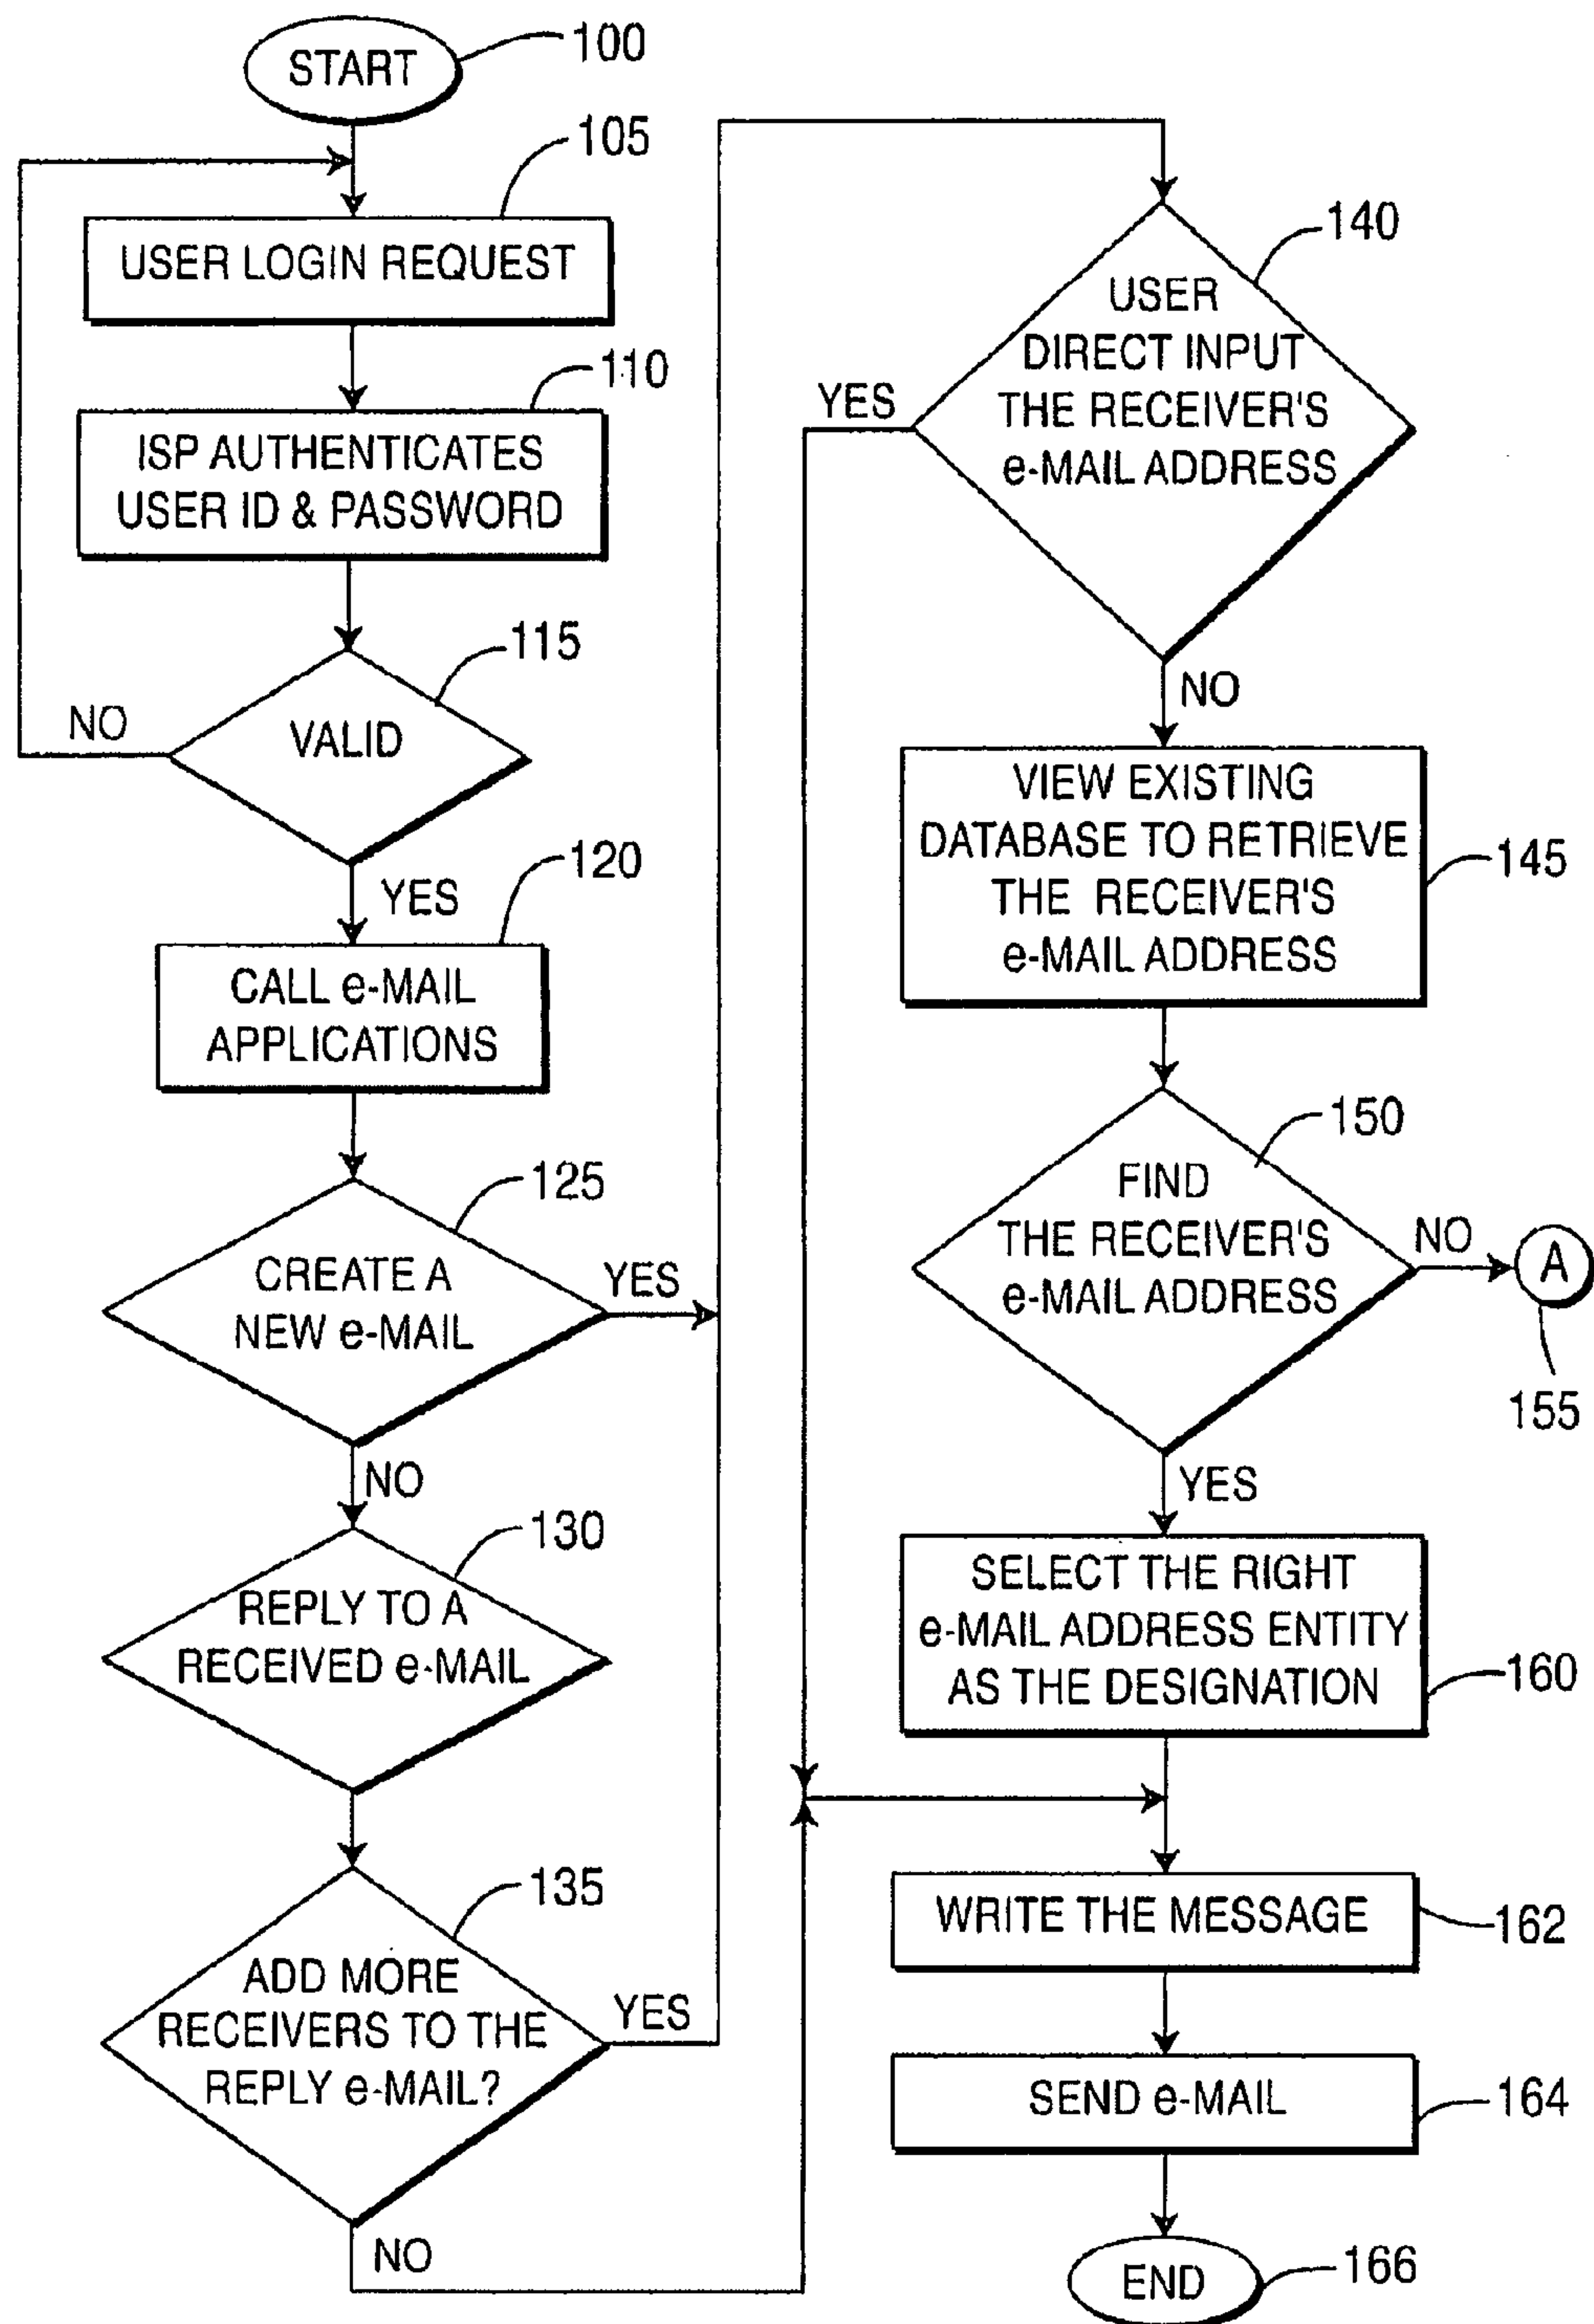 START
100
105
USER LOGIN REQUEST
110
ISP AUTHENTICATES
USER ID & PASSWORD
115
VALID
NO
YES
120
CALL e-MAIL
APPLICATIONS
125
CREATE A
NEW e-MAIL
YES
NO
130
REPLY TO A
RECEIVED e-MAIL
135
ADD MORE
RECEIVERS TO THE
REPLY e-MAIL?
YES
NO
140
USER
DIRECT INPUT
THE RECEIVER'S
e-MAIL ADDRESS
YES
NO
VIEW EXISTING
DATABASE TO RETRIEVE
THE RECEIVER'S
e-MAIL ADDRESS
145
150
FIND
THE RECEIVER'S
e-MAIL ADDRESS
NO
A
155
YES
SELECT THE RIGHT
e-MAIL ADDRESS ENTITY
AS THE DESIGNATION
160
WRITE THE MESSAGE
162
SEND e-MAIL
164
END
166